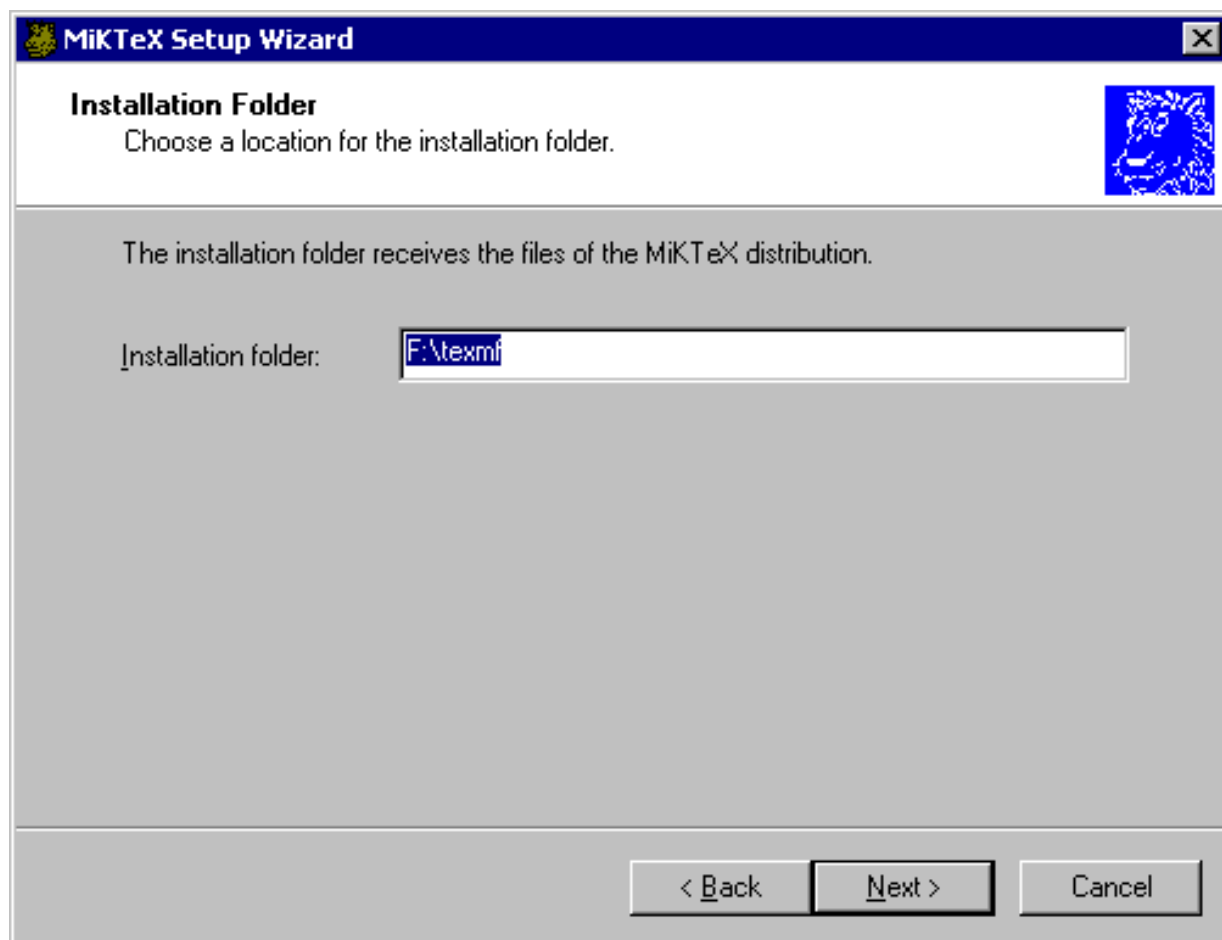 MiKTeX Setup Wizard
Installation Folder
Choose a location for the installation folder.
The installation folder receives the files of the MiKTeX distribution.
Installation folder: F:\texmf
< Back Next > Cancel